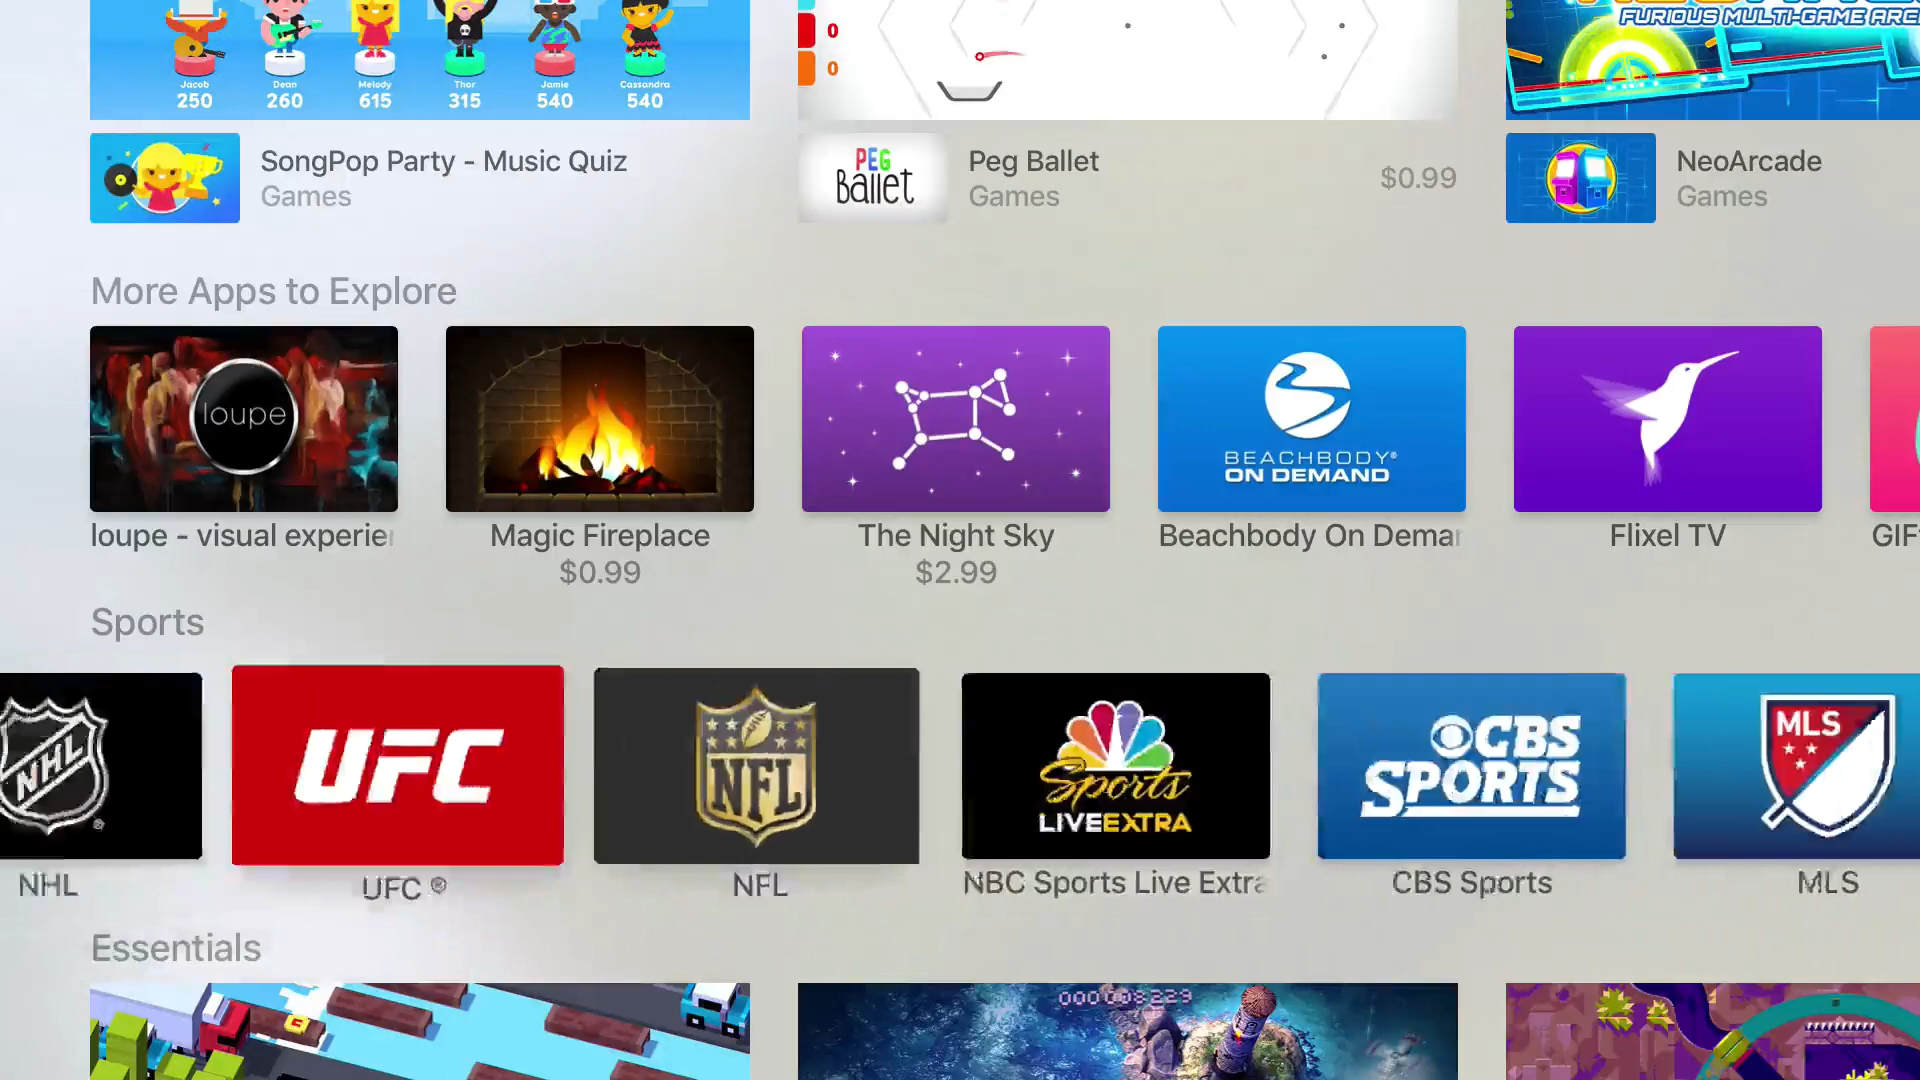 Jacob
250
Dean
260
Melody
615
Thor
315
Jamie
540
Cassandra
540
0
0
FURIOUS MULTI-GAME ARC
SongPop Party - Music Quiz
Games
PEG
Ballet
Peg Ballet
Games
$0.99
NeoArcade
Games
More Apps to Explore
loupe
loupe - visual experie
Magic Fireplace
$0.99
The Night Sky
$2.99
BEACHBODY®
ON DEMAND
Beachbody On Dema
Flixel TV
GIF
Sports
NHL
NHL
UFC
UFC ®
NFL
NFL
Sports
LIVE EXTRA
NBC Sports Live Extra
CBS
SPORTS
CBS Sports
MLS
MLS
Essentials
000008229